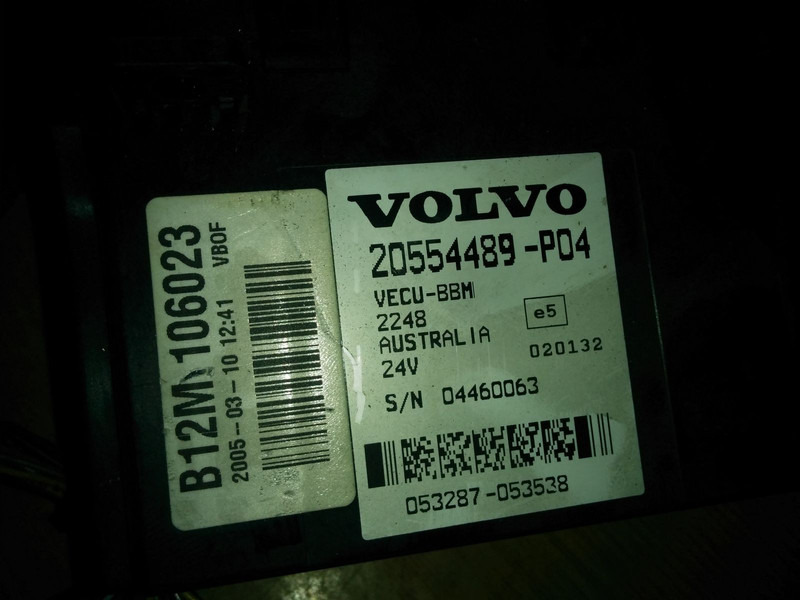 B12M 106023
2005-03-10 12:41 VBOF
VOLVO
20554489-P04
VECU-BBM
2248
AUSTRALIA
24V
e5
020132
S/N 04460063
053287-053538